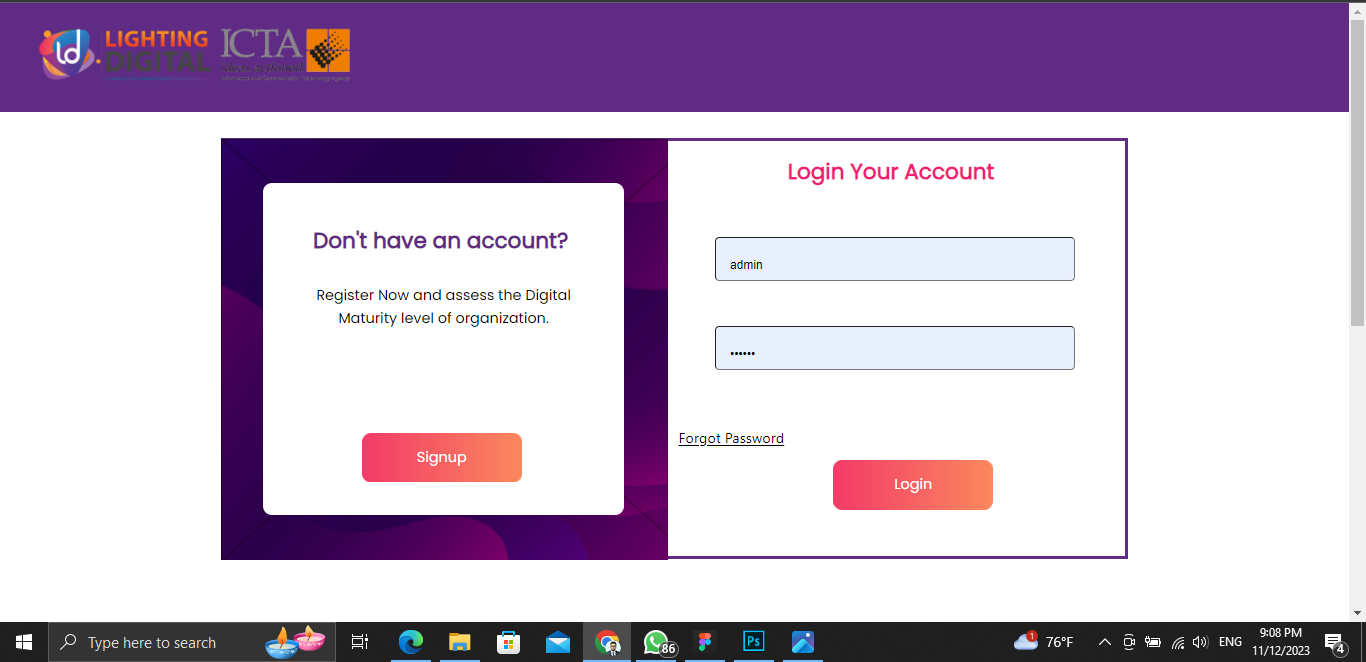 LIGHTING
DIGITAL
ICTA
Login Your Account
Don't have an account?
admin
Register Now and assess the Digital
Maturity level of organization.
••••••
Forgot Password
Signup
Login
Type here to search
86
Ps
1
76°F
ENG
9:08 PM
11/12/2023
4